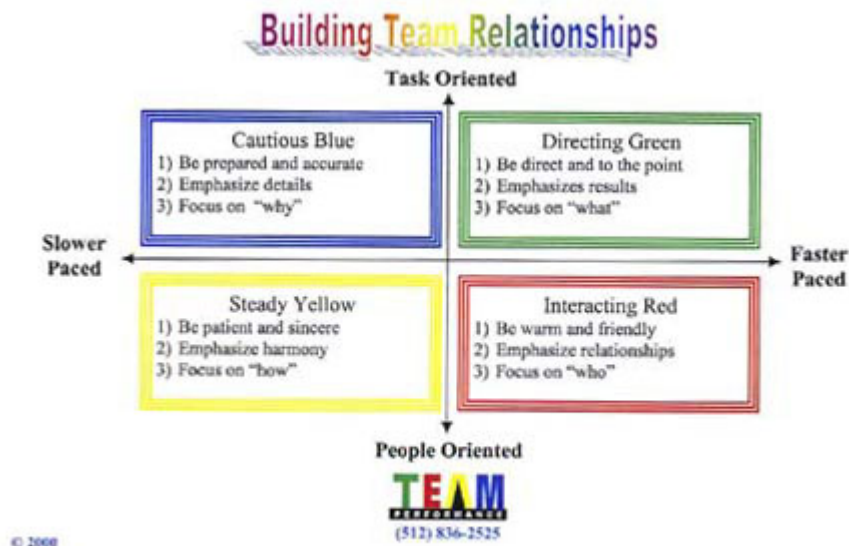 Building Team Relationships
Task Oriented
Cautious Blue
1) Be prepared and accurate
2) Emphasize details
3) Focus on "why"
Directing Green
1) Be direct and to the point
2) Emphasizes results
3) Focus on "what"
Slower
Paced
Faster
Paced
Steady Yellow
1) Be patient and sincere
2) Emphasize harmony
3) Focus on "how"
Interacting Red
1) Be warm and friendly
2) Emphasize relationships
3) Focus on "who"
People Oriented
TEAM
PERFORMANCE
(512) 836-2525
© 2000